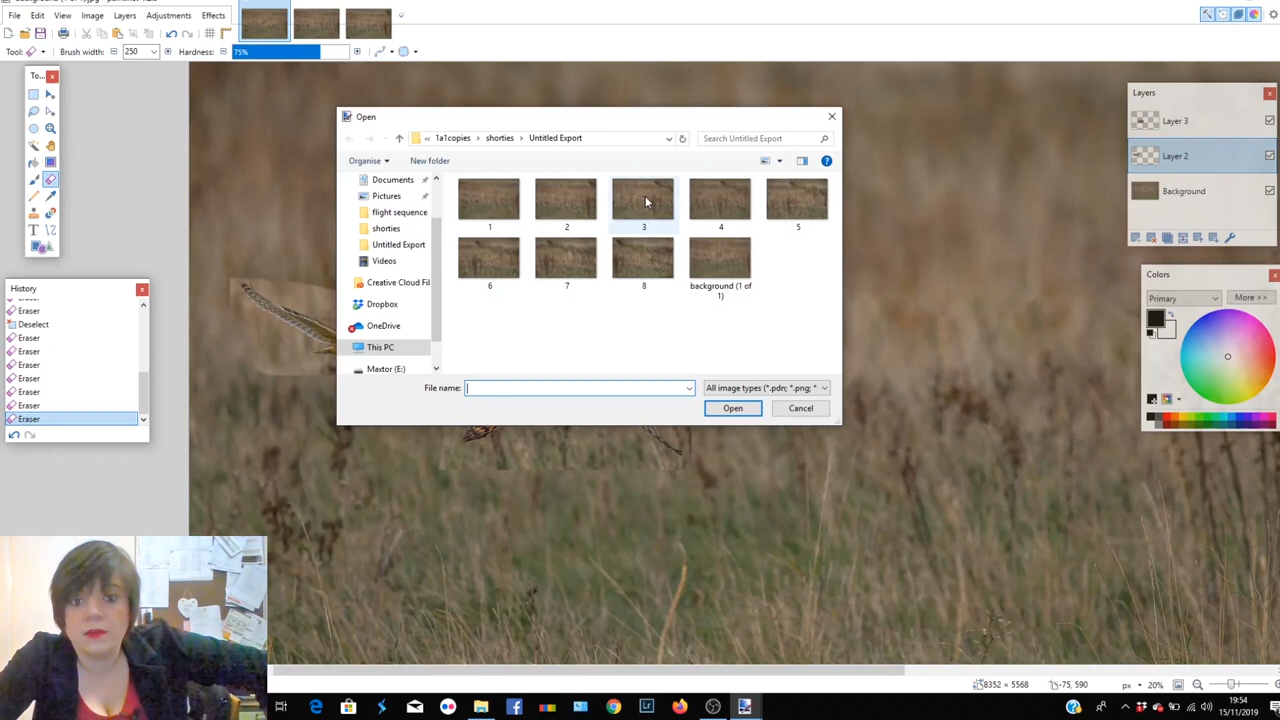 File Edit View Image Layers Adjustments Effects
Tool: Brush width: 250 Hardness: 75%
To...
History
Eraser
Deselect
Eraser
Eraser
Eraser
Eraser
Eraser
Eraser
Eraser
Open
« 1a1copies › shorties › Untitled Export
Search Untitled Export
Organise New folder
Documents
Pictures
flight sequence
shorties
Untitled Export
Videos
Creative Cloud Fil
Dropbox
OneDrive
This PC
Maxtor (E:)
1 2 3 4 5
6 7 8 background (1 of
1)
File name:
All image types (*.pdn; *.png; *
Open Cancel
Layers
Layer 3
Layer 2
Background
Colors
Primary More >>
8352 × 5568 -75, 590 px 20%
19:54
15/11/2019